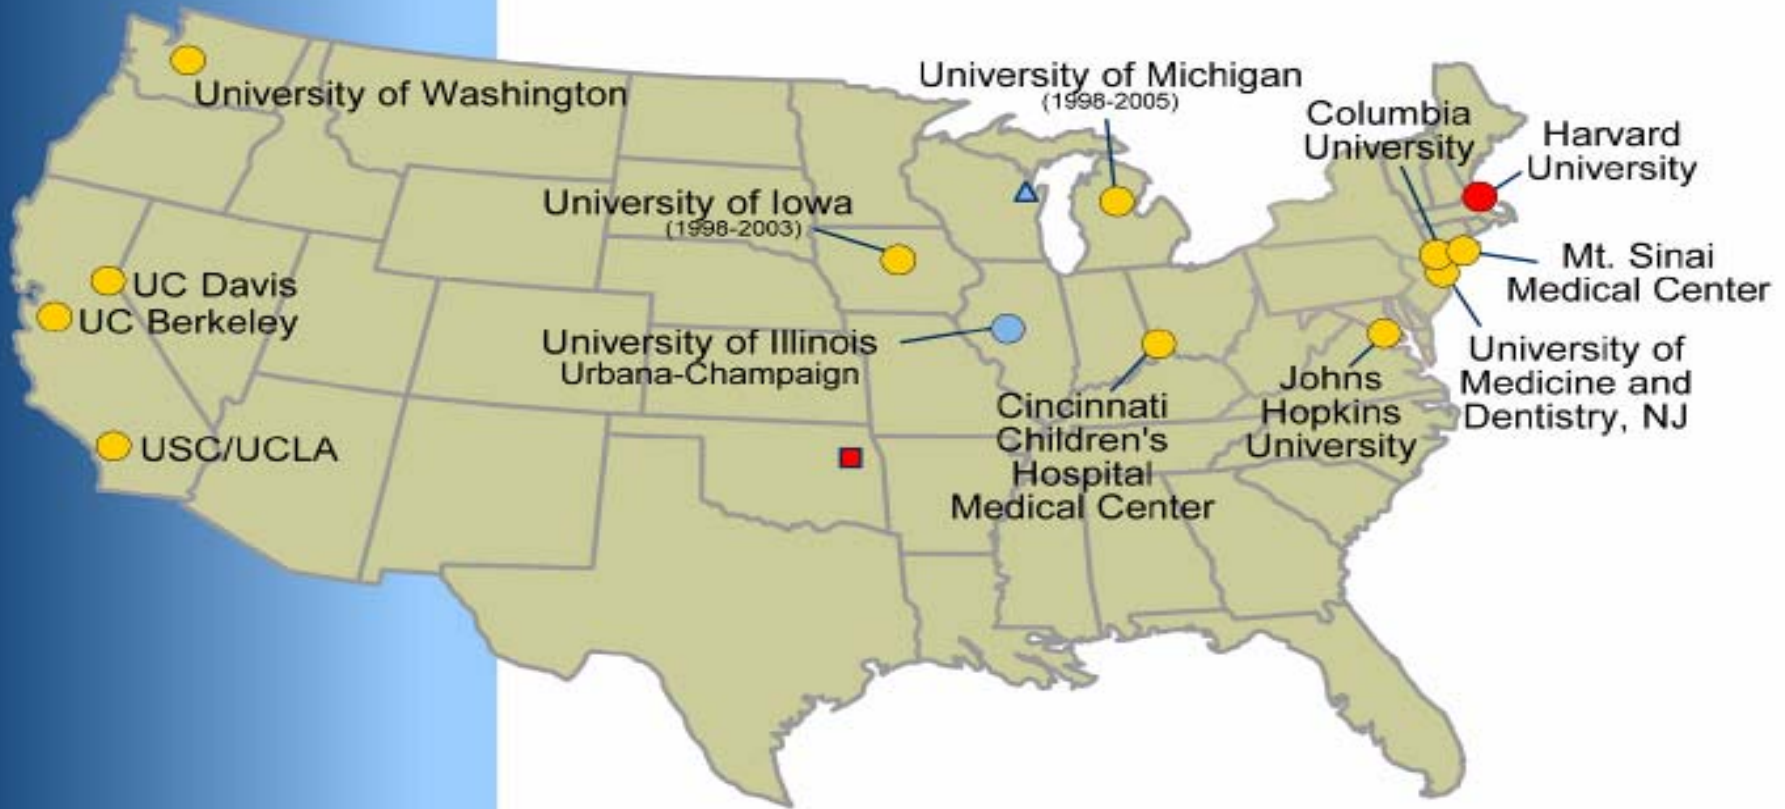 University of Washington
University of Michigan
(1998-2005)
Columbia
University
Harvard
University
University of Iowa
(1998-2003)
UC Davis
UC Berkeley
Mt. Sinai
Medical Center
University of Illinois
Urbana-Champaign
University of
Medicine and
Dentistry, NJ
Johns
Hopkins
University
Cincinnati
Children's
Hospital
Medical Center
USC/UCLA